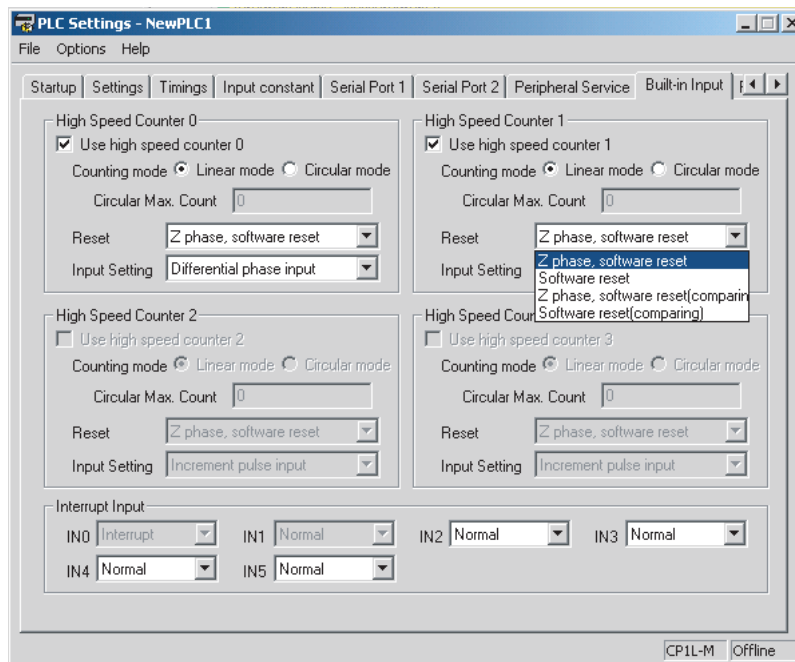 PLC Settings - NewPLC1
File Options Help
Startup Settings Timings Input constant Serial Port 1 Serial Port 2 Peripheral Service Built-in Input
High Speed Counter 0
Use high speed counter 0
Counting mode Linear mode Circular mode
Circular Max. Count 0
Reset Z phase, software reset
Input Setting Differential phase input
High Speed Counter 1
Use high speed counter 1
Counting mode Linear mode Circular mode
Circular Max. Count 0
Reset Z phase, software reset
Input Setting
Z phase, software reset
Software reset
Z phase, software reset(comparin
Software reset(comparing)
High Speed Counter 2
Use high speed counter 2
Counting mode Linear mode Circular mode
Circular Max. Count 0
Reset Z phase, software reset
Input Setting Increment pulse input
High Speed Cour
Use high speed counter 3
Counting mode Linear mode Circular mode
Circular Max. Count 0
Reset Z phase, software reset
Input Setting Increment pulse input
Interrupt Input
IN0 Interrupt IN1 Normal IN2 Normal IN3 Normal
IN4 Normal IN5 Normal
CP1L-M Offline